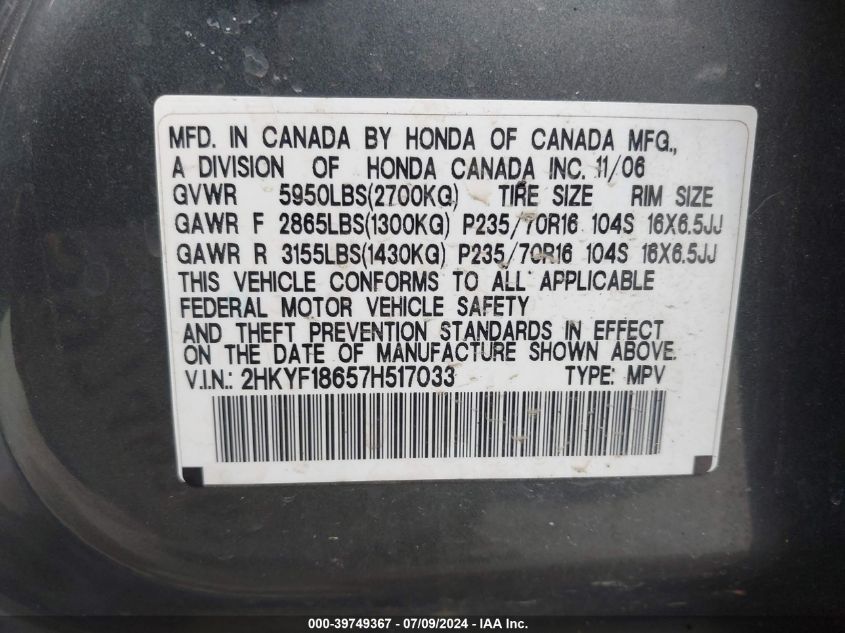 MFD. IN CANADA BY HONDA OF CANADA MFG.,
A DIVISION OF HONDA CANADA INC. 11/06
GVWR 5950LBS(2700KG) TIRE SIZE RIM SIZE
GAWR F 2865LBS(1300KG) P235/70R16 104S 16X6.5JJ
GAWR R 3155LBS(1430KG) P235/70R16 104S 16X6.5JJ
THIS VEHICLE CONFORMS TO ALL APPLICABLE
FEDERAL MOTOR VEHICLE SAFETY
AND THEFT PREVENTION STANDARDS IN EFFECT
ON THE DATE OF MANUFACTURE SHOWN ABOVE.
V.I.N.: 2HKYF18657H517033 TYPE: MPV
000-39749367 - 07/09/2024 - IAA Inc.